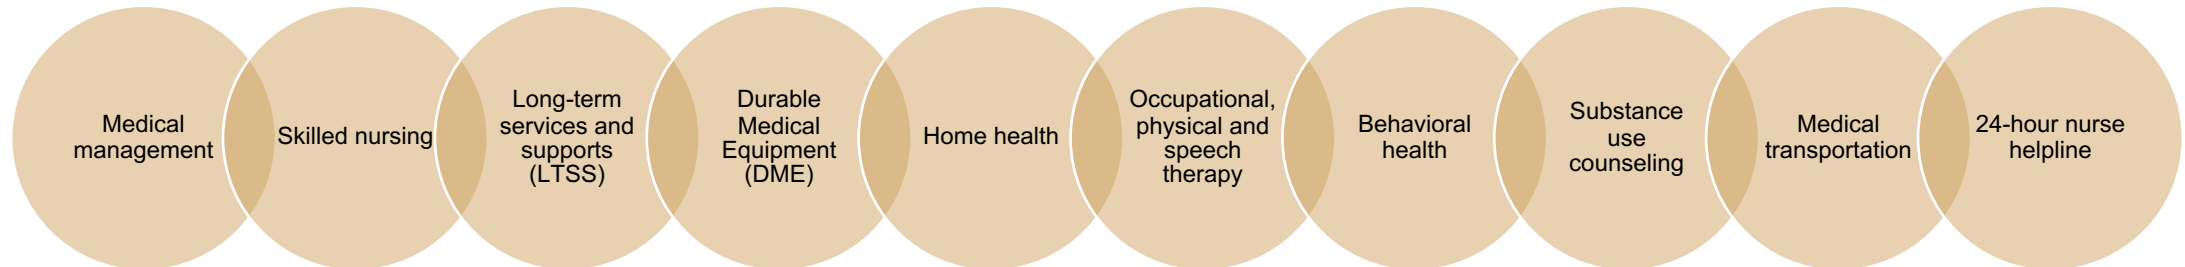 Medical
management
Skilled nursing
Long-term
services and
supports
(LTSS)
Durable
Medical
Equipment
(DME)
Home health
Occupational,
physical and
speech
therapy
Behavioral
health
Substance
use
counseling
Medical
transportation
24-hour nurse
helpline